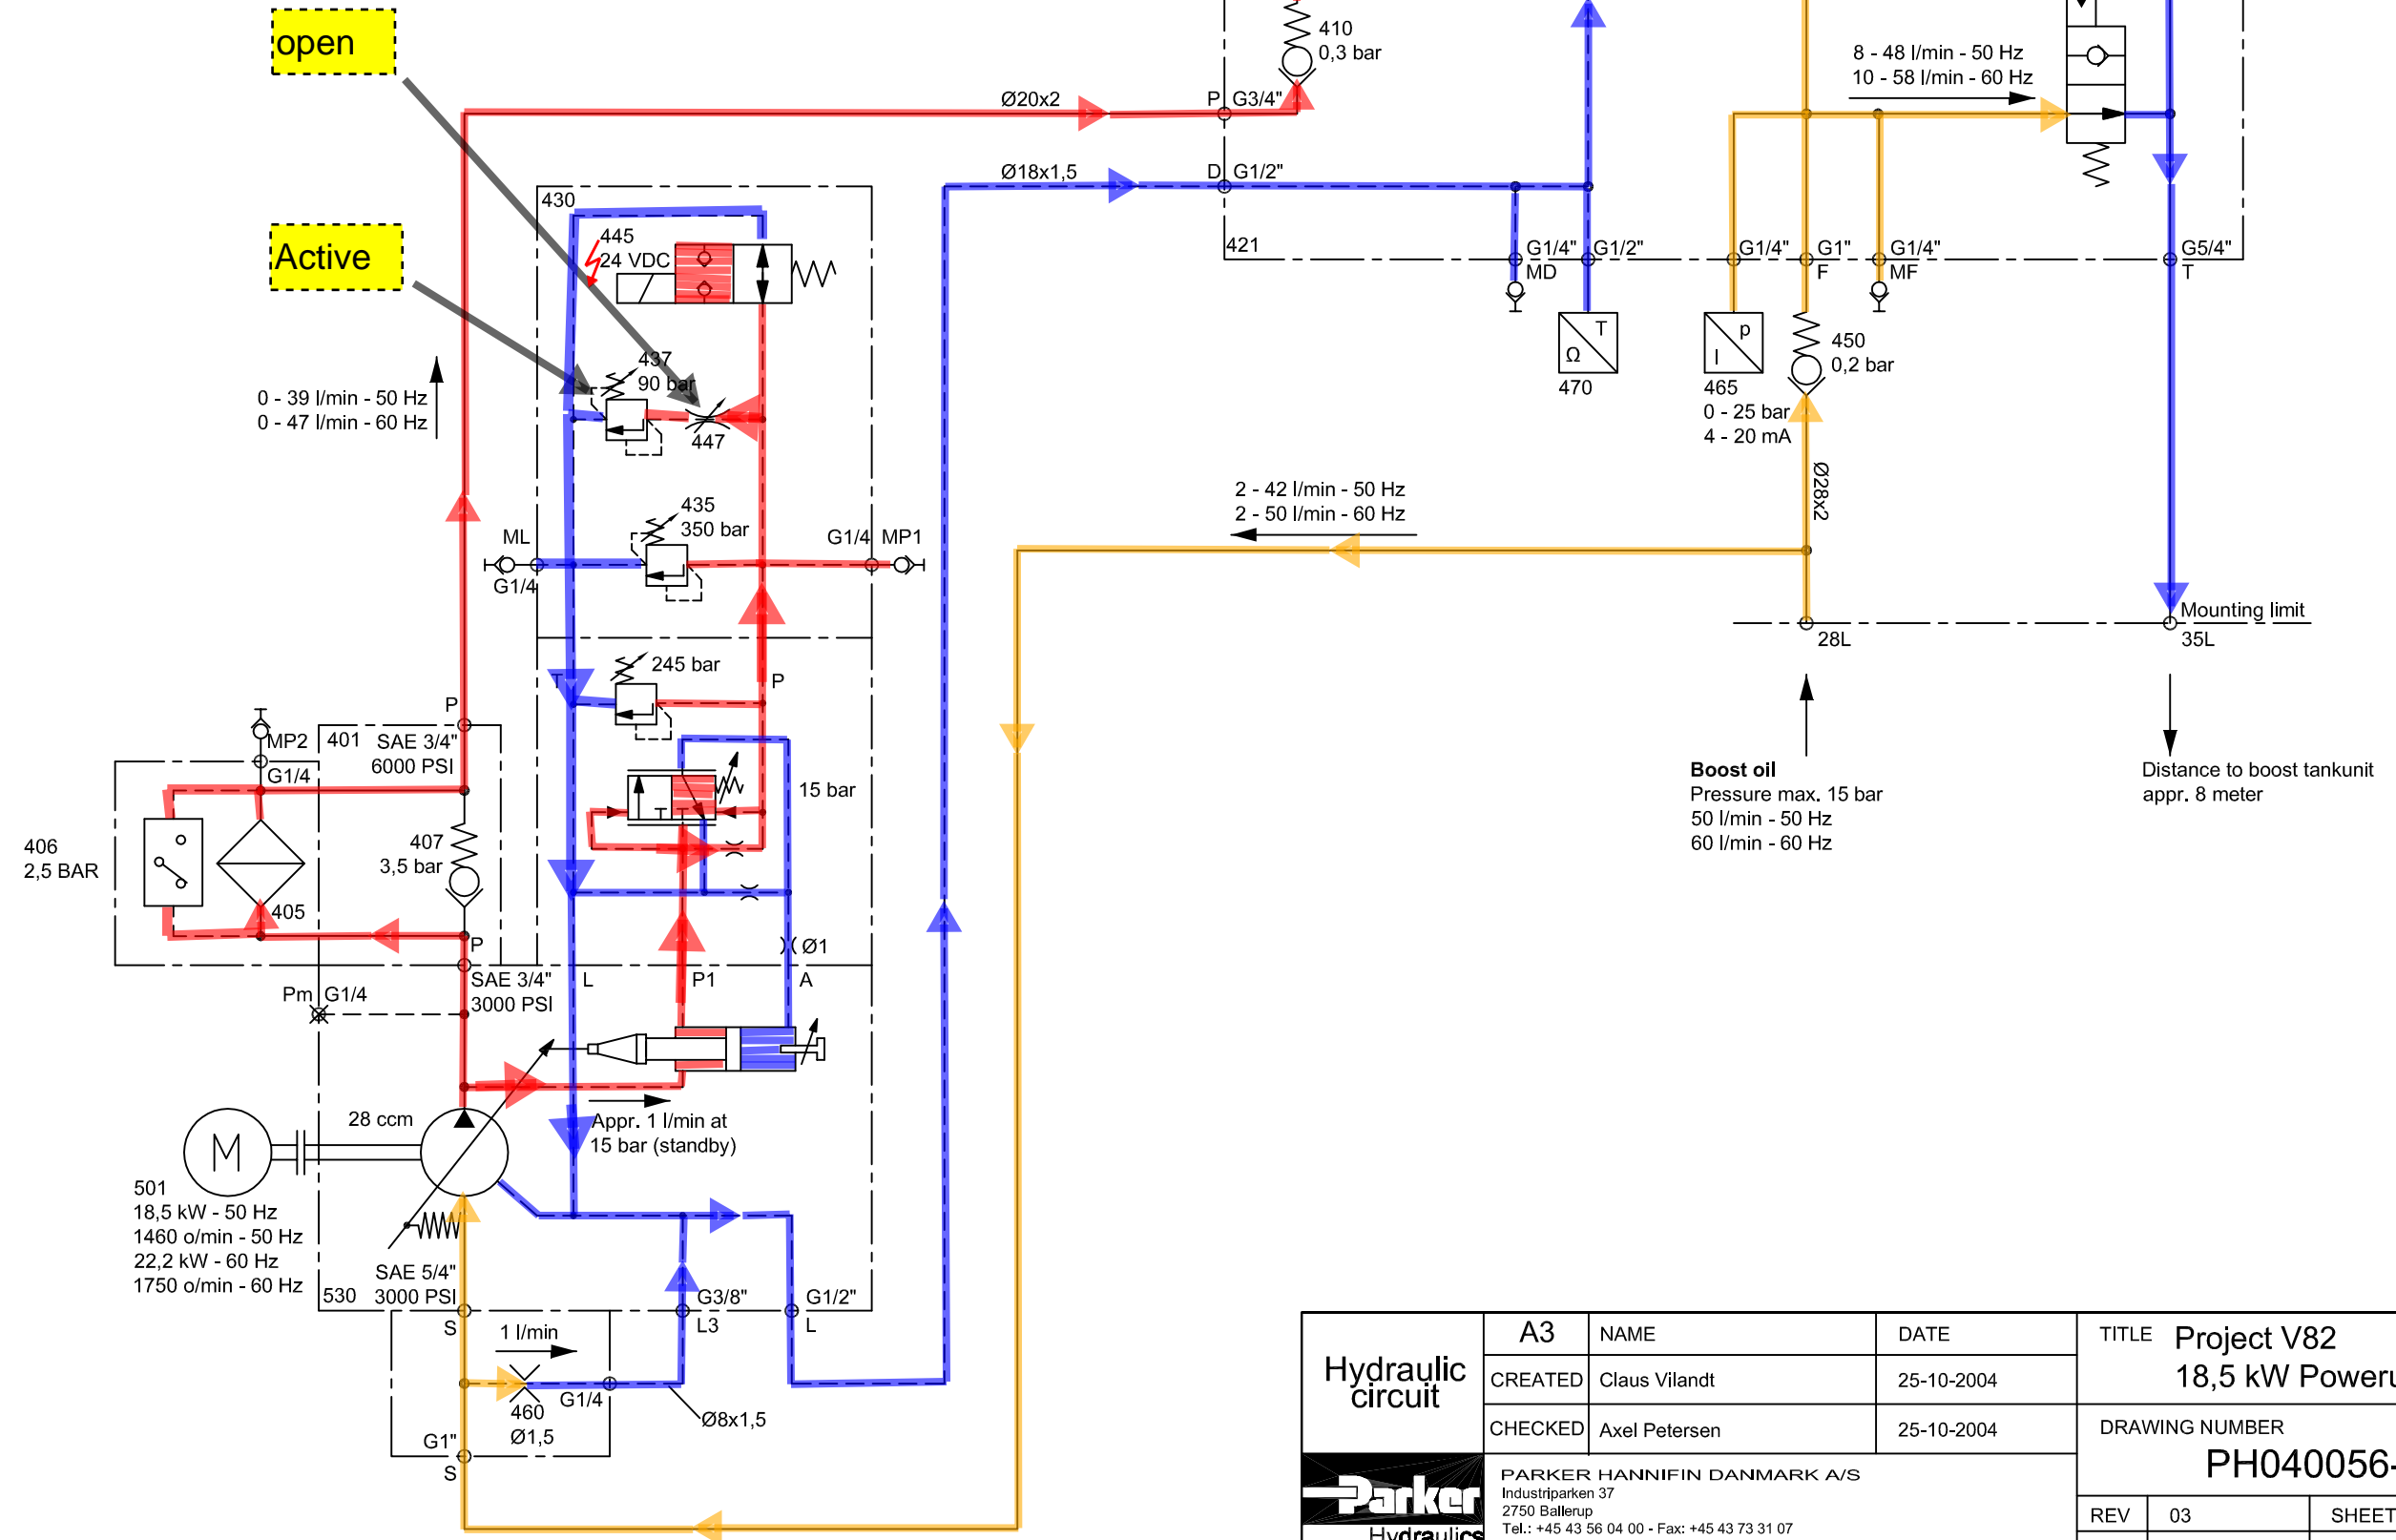 open
410
0,3 bar
8 - 48 l/min - 50 Hz
10 - 58 l/min - 60 Hz
Ø20x2
P
G3/4"
Ø18x1,5
D
G1/2"
430
421
G1/4"
MD
G1/2"
G1/4"
G1"
F
G1/4"
MF
G5/4"
T
Active
445
24 VDC
437
90 bar
447
T
Ω
470
p
I
465
0 - 25 bar
4 - 20 mA
450
0,2 bar
0 - 39 l/min - 50 Hz
0 - 47 l/min - 60 Hz
Ø28x2
2 - 42 l/min - 50 Hz
2 - 50 l/min - 60 Hz
435
350 bar
ML
G1/4
G1/4
MP1
Mounting limit
28L
35L
245 bar
T
P
P
MP2
G1/4
401
SAE 3/4"
6000 PSI
15 bar
Boost oil
Pressure max. 15 bar
50 l/min - 50 Hz
60 l/min - 60 Hz
Distance to boost tankunit
appr. 8 meter
406
2,5 BAR
407
3,5 bar
405
P
Ø1
SAE 3/4"
3000 PSI
L
P1
A
Pm
G1/4
28 ccm
Appr. 1 l/min at
15 bar (standby)
M
501
18,5 kW - 50 Hz
1460 o/min - 50 Hz
22,2 kW - 60 Hz
1750 o/min - 60 Hz
SAE 5/4"
3000 PSI
530
S
G3/8"
L3
G1/2"
L
1 l/min
G1/4
460
Ø1,5
Ø8x1,5
G1"
S
Hydraulic
circuit
A3
NAME
DATE
TITLE
Project V82
CREATED
Claus Vilandt
25-10-2004
18,5 kW
CHECKED
Axel Petersen
25-10-2004
DRAWING NUMBER
PH040056-
Parker
Hydraulics
PARKER HANNIFIN DANMARK A/S
Industriparken 37
2750 Ballerup
Tel.: +45 43 56 04 00 - Fax: +45 43 73 31 07
REV
03
SHEET